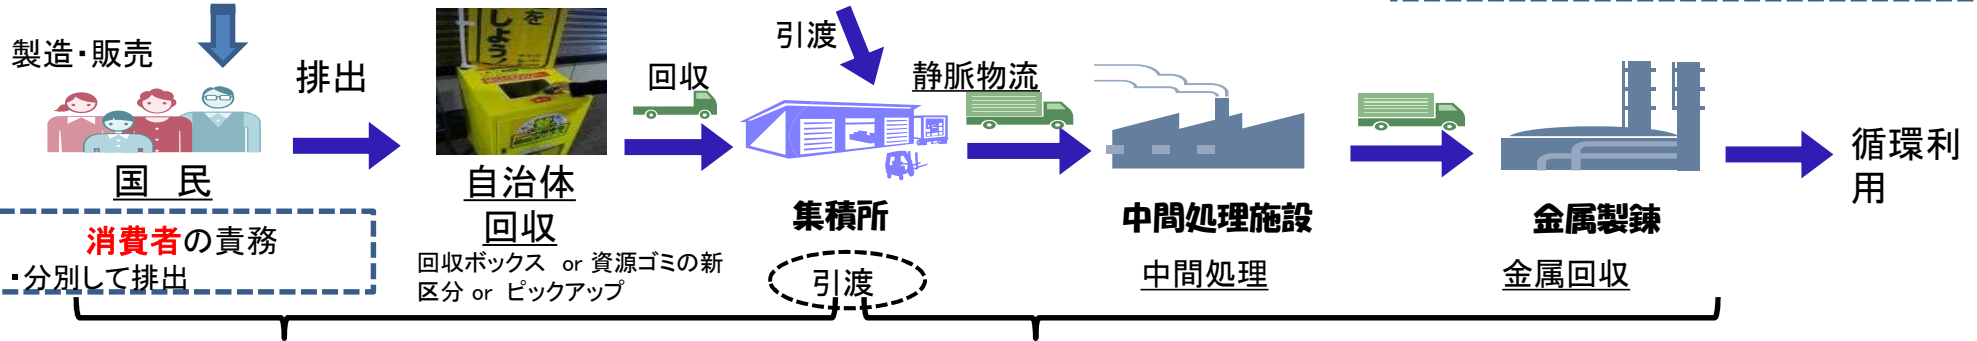 製造・販売
国　民
消費者の責務
・分別して排出
排出
を
しよう!
自治体
回収
回収ボックス or 資源ゴミの新
区分 or ピックアップ
回収
引渡
集積所
引渡
静脈物流
中間処理施設
中間処理
金属製錬
金属回収
循環利
用